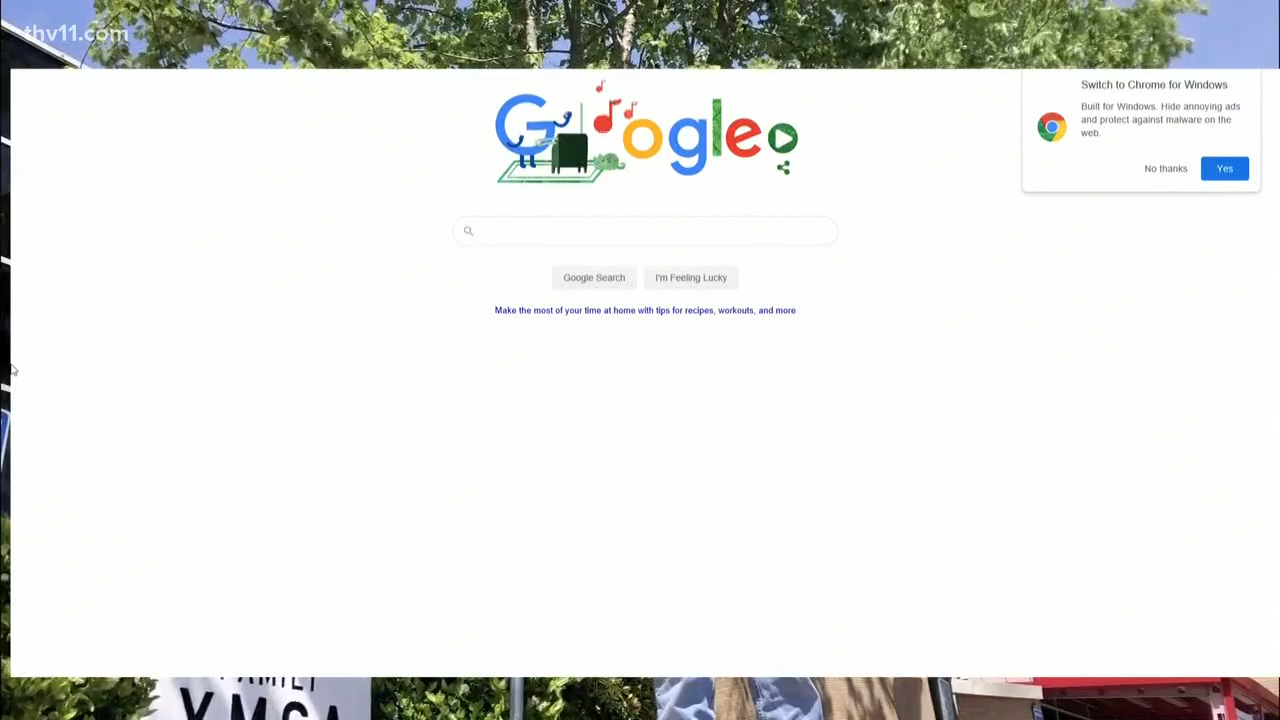 thv11.com
Switch to Chrome for Windows
Built for Windows. Hide annoying ads
and protect against malware on the
web.
No thanks
Yes
Google
Google Search
I'm Feeling Lucky
Make the most of your time at home with tips for recipes, workouts, and more
FAMILY
YMCA